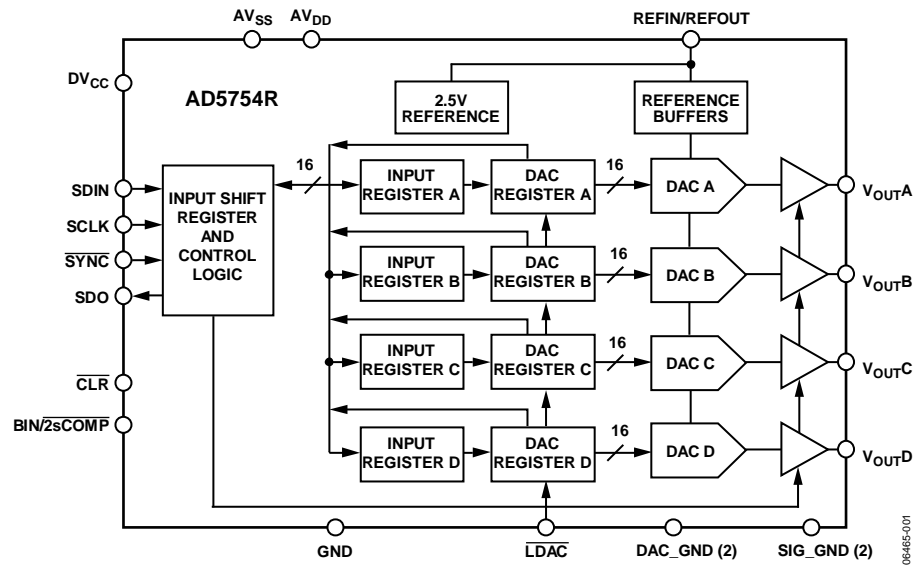 AVSS AVDD REFIN/REFOUT
DVCC
AD5754R
2.5V
REFERENCE
REFERENCE
BUFFERS
16
INPUT
REGISTER A
DAC
REGISTER A
16
DAC A
SDIN
INPUT SHIFT
REGISTER
AND
CONTROL
LOGIC
VOUTA
SCLK
SYNC
SDO
INPUT
REGISTER B
DAC
REGISTER B
16
DAC B
VOUTB
INPUT
REGISTER C
DAC
REGISTER C
16
DAC C
VOUTC
CLR
BIN/2sCOMP
INPUT
REGISTER D
DAC
REGISTER D
16
DAC D
VOUTD
GND LDAC DAC_GND (2) SIG_GND (2)
06465-001